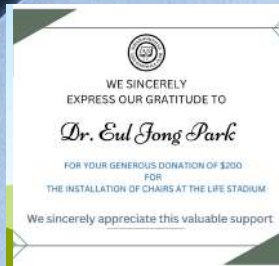 WE SINCERELY
EXPRESS OUR GRATITUDE TO
Dr. Eul Jong Park
FOR YOUR GENEROUS DONATION OF $200
FOR
THE INSTALLATION OF CHAIRS AT THE LIFE STADIUM
We sincerely appreciate this valuable support